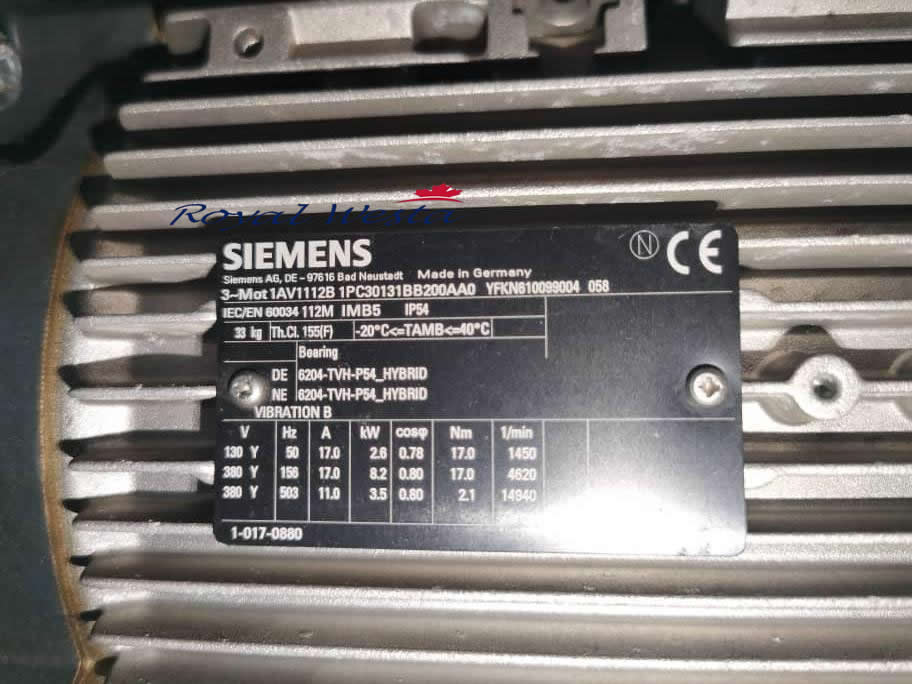 Royal Westa
SIEMENS
N CE
Siemens AG, DE-97616 Bad Neustadt Made in Germany
3~Mot 1AV1112B 1PC30131BB200AA0 YFKN610099004 058
IEC/EN 60034 112M IMB5 IP54
33 kg Th.Cl. 155(F) -20°C<=TAMB<=40°C
Bearing
DE 6204-TVH-P54_HYBRID
NE 6204-TVH-P54_HYBRID
VIBRATION B
V Hz A kW cosφ Nm 1/min
130 Y 50 17.0 2.6 0.78 17.0 1450
380 Y 156 17.0 8.2 0.80 17.0 4620
380 Y 503 11.0 3.5 0.80 2.1 14940
1-017-0880